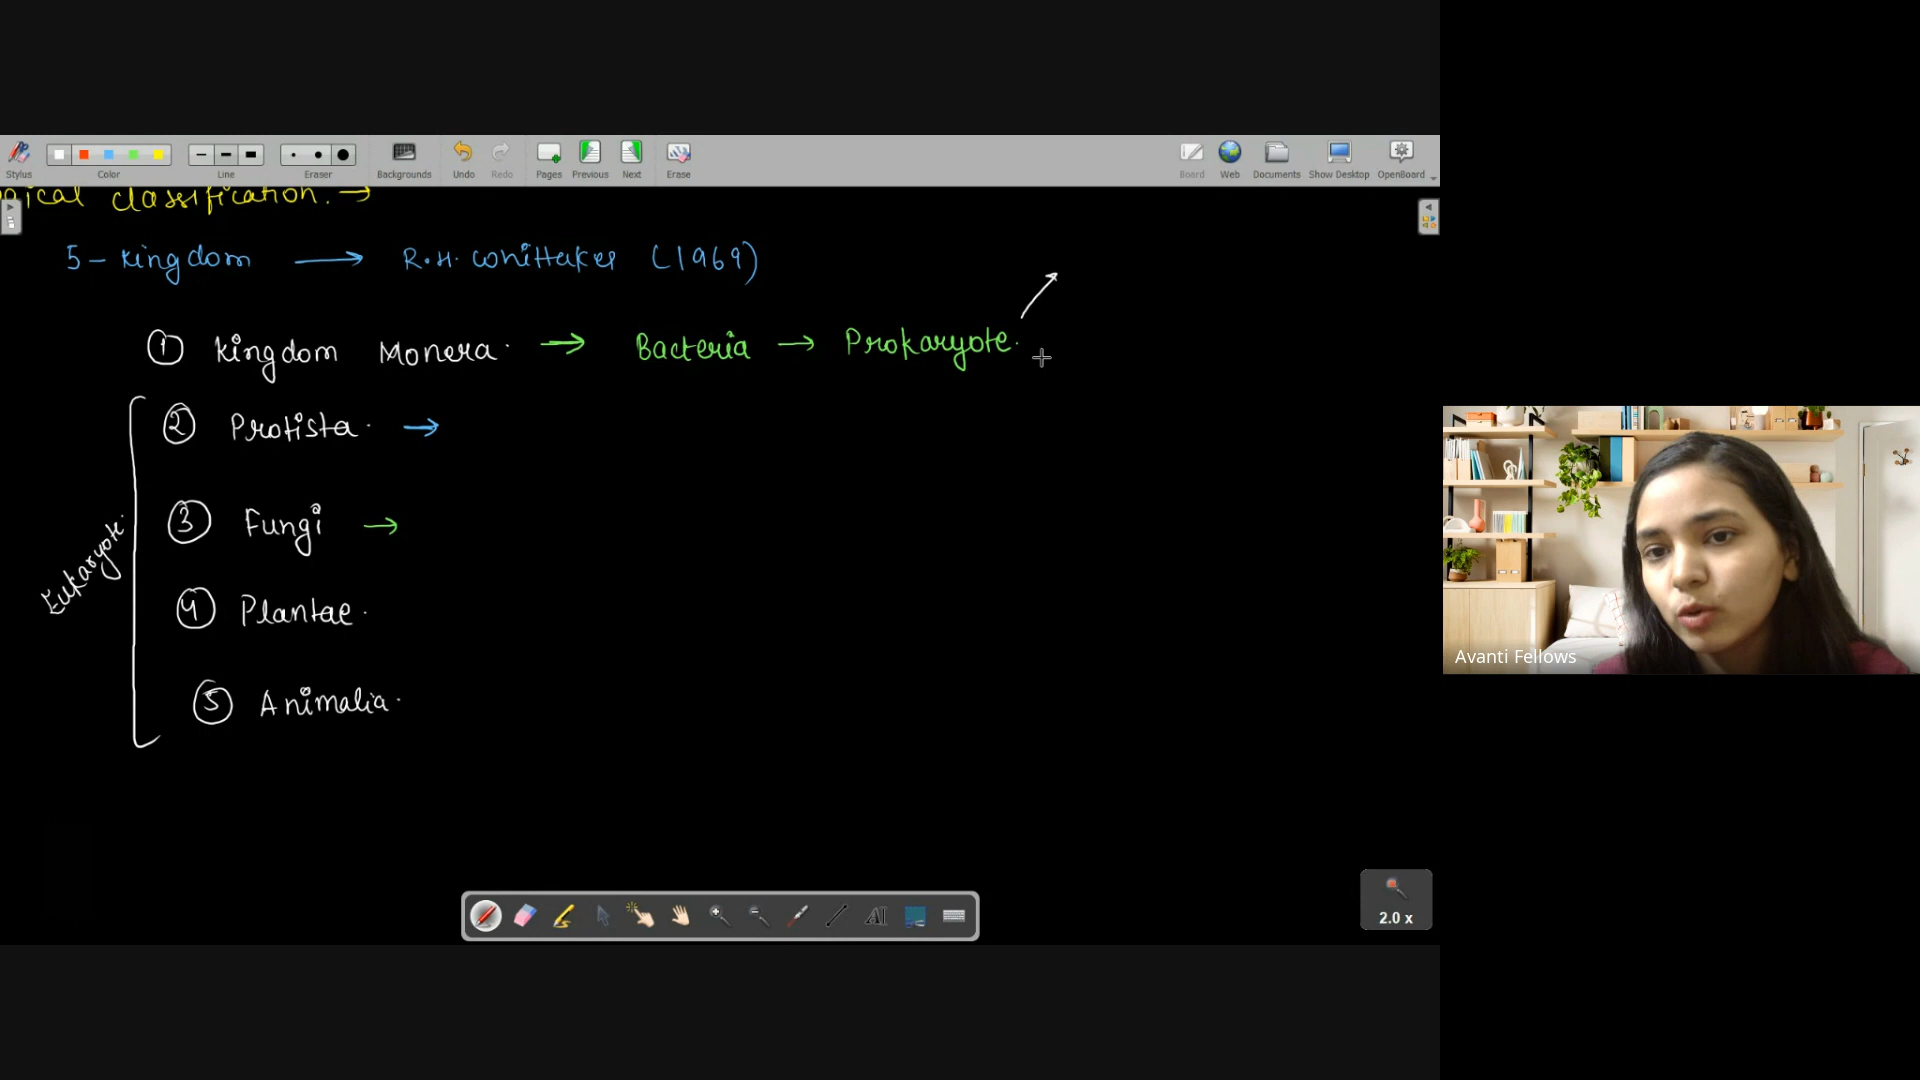 Stylus Color Line Eraser Backgrounds Undo Redo Pages Previous Next Erase Board Web Documents Show Desktop OpenBoard
ical classification. →
5 - Kingdom → R.H. Whittaker (1969)
① Kingdom Monera. → Bacteria → Prokaryote.
② Protista. →
③ Fungi →
④ Plantae.
⑤ Animalia.
Eukaryote.
Avanti Fellows
2.0 x